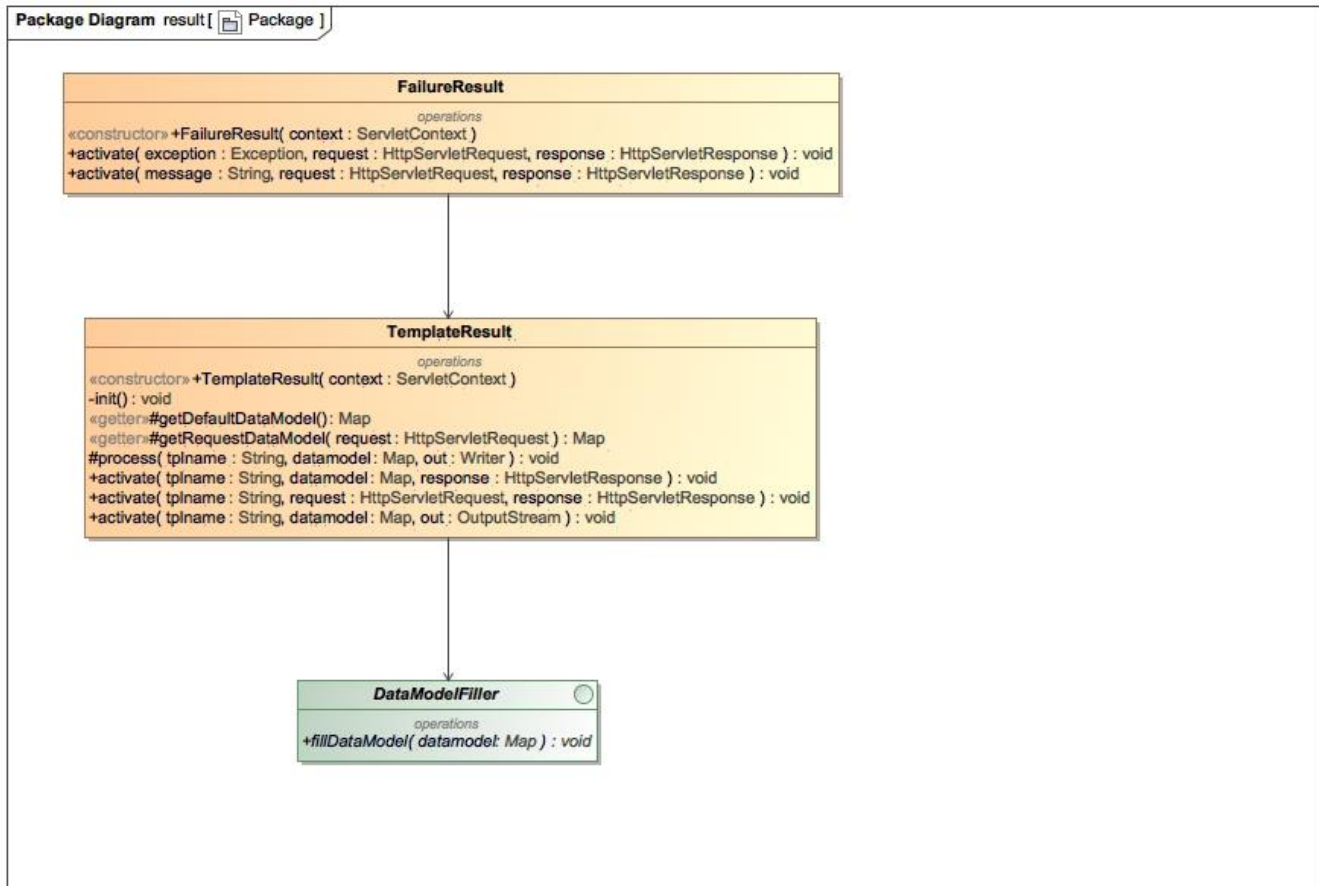 Package Diagram result [ Package ]
FailureResult
operations
«constructor»+FailureResult( context : ServletContext )
+activate( exception : Exception, request : HttpServletRequest, response : HttpServletResponse ) : void
+activate( message : String, request : HttpServletRequest, response : HttpServletResponse ) : void
TemplateResult
operations
«constructor»+TemplateResult( context : ServletContext )
-init() : void
«getter»#getDefaultDataModel(): Map
«getter»#getRequestDataModel( request : HttpServletRequest ) : Map
#process( tplname : String, datamodel : Map, out : Writer ) : void
+activate( tplname : String, datamodel : Map, response : HttpServletResponse ) : void
+activate( tplname : String, request : HttpServletRequest, response : HttpServletResponse ) : void
+activate( tplname : String, datamodel : Map, out : OutputStream ) : void
DataModelFiller
operations
+fillDataModel( datamodel: Map ) : void